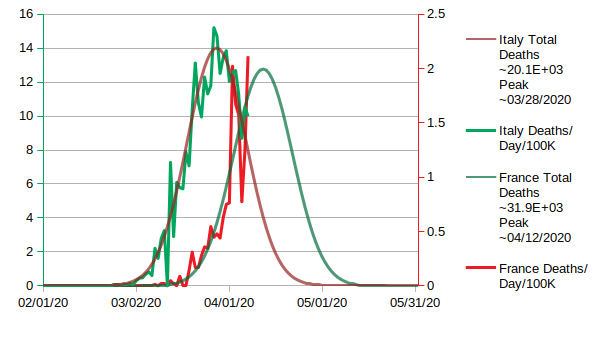 16
14
12
10
8
6
4
2
0
2.5
2
1.5
1
0.5
0
02/01/20 03/02/20 04/01/20 05/01/20 05/31/20
Italy Total
Deaths
~20.1E+03
Peak
~03/28/2020
Italy Deaths/
Day/100K
France Total
Deaths
~31.9E+03
Peak
~04/12/2020
France Deaths/
Day/100K